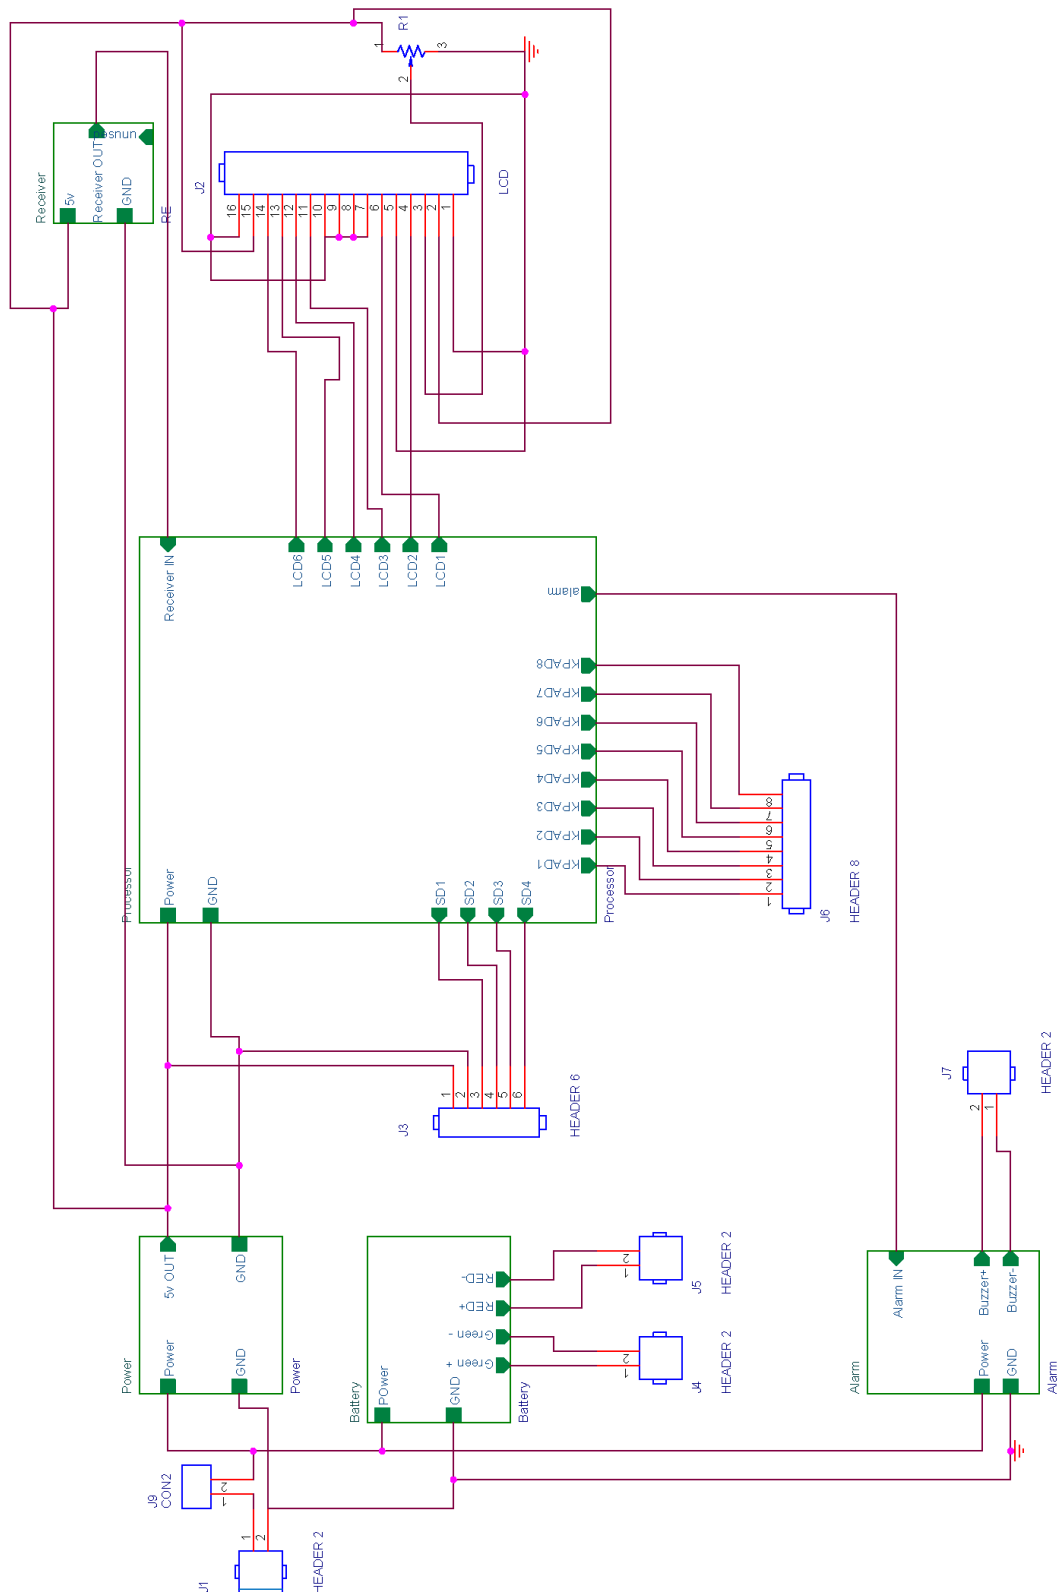 R1
1
3
2
Receiver
5v
Receiver OUT
unused
GND
RE
J2
LCD
16
15
14
13
12
11
10
9
8
7
6
5
4
3
2
1
Receiver IN
LCD6
LCD5
LCD4
LCD3
LCD2
LCD1
alarm
KPAD8
KPAD7
KPAD6
KPAD5
KPAD4
KPAD3
KPAD2
KPAD1
Processor
Power
GND
SD1
SD2
SD3
SD4
Processor
8
7
6
5
4
3
2
1
J6
HEADER 8
1
2
3
4
5
6
J3
HEADER 6
J7
HEADER 2
2
1
Power
5v OUT
GND
Power
GND
Power
Battery
POwer
GND
RED-
RED+
Green -
Green +
Battery
2
1
J5
HEADER 2
2
1
J4
HEADER 2
Alarm
Alarm IN
Buzzer+
Buzzer-
Power
GND
Alarm
J9
CON2
2
1
1
2
J1
HEADER 2